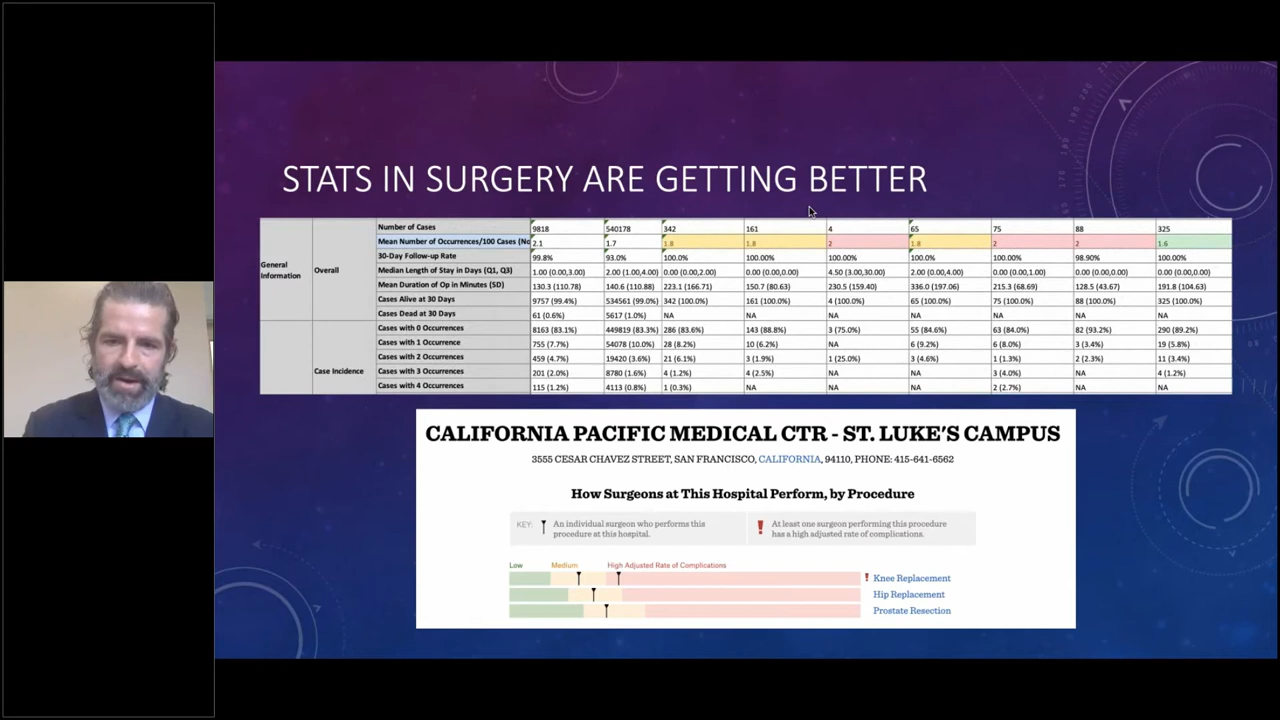 STATS IN SURGERY ARE GETTING BETTER
General Information
Overall
Number of Cases 9818 540178 342 161 4 65 75 88 325
Mean Number of Occurrences/100 Cases (No 2.1 1.7 1.8 1.8 2 1.8 2 2 1.6
30-Day Follow-up Rate 99.8% 93.0% 100.0% 100.00% 100.00% 100.0% 100.00% 98.90% 100.00%
Median Length of Stay in Days (Q1, Q3) 1.00 (0.00,3.00) 2.00 (1.00,4.00) 0.00 (0.00,2.00) 0.00 (0.00,0.00) 4.50 (3.00,30.00) 2.00 (0.00,4.00) 0.00 (0.00,1.00) 0.00 (0.00,0.00) 0.00 (0.00,0.00)
Mean Duration of Op in Minutes (SD) 130.3 (110.78) 140.6 (110.88) 223.1 (166.71) 150.7 (80.63) 230.5 (159.40) 336.0 (197.06) 215.3 (68.69) 128.5 (43.67) 191.8 (104.63)
Cases Alive at 30 Days 9757 (99.4%) 534561 (99.0%) 342 (100%) 161 (100%) 4 (100%) 65 (100%) 75 (100%) 88 (100%) 325 (100%)
Cases Dead at 30 Days 61 (0.6%) 5617 (1.0%) NA NA NA NA NA NA NA
Case Incidence
Cases with 0 Occurrences 8163 (83.1%) 449819 (83.3%) 286 (83.6%) 143 (88.8%) 3 (75.0%) 55 (84.6%) 63 (84.0%) 82 (93.2%) 290 (89.2%)
Cases with 1 Occurrence 755 (7.7%) 54078 (10.0%) 28 (8.2%) 10 (6.2%) NA 6 (9.2%) 6 (8.0%) 3 (3.4%) 19 (5.8%)
Cases with 2 Occurrences 459 (4.7%) 19420 (3.6%) 21 (6.1%) 3 (1.9%) 1 (25.0%) 3 (4.6%) 1 (1.3%) 2 (2.3%) 11 (3.4%)
Cases with 3 Occurrences 201 (2.0%) 8780 (1.6%) 4 (1.2%) 4 (2.5%) NA NA 3 (4.0%) NA 4 (1.2%)
Cases with 4 Occurrences 115 (1.2%) 4113 (0.8%) 1 (0.3%) NA NA NA 2 (2.7%) NA NA
CALIFORNIA PACIFIC MEDICAL CTR - ST. LUKE'S CAMPUS
3555 CESAR CHAVEZ STREET, SAN FRANCISCO, CALIFORNIA, 94110, PHONE: 415-641-6562
How Surgeons at This Hospital Perform, by Procedure
KEY: An individual surgeon who performs this procedure at this hospital.
! At least one surgeon performing this procedure has a high adjusted rate of complications.
Low Medium High Adjusted Rate of Complications
! Knee Replacement
Hip Replacement
Prostate Resection